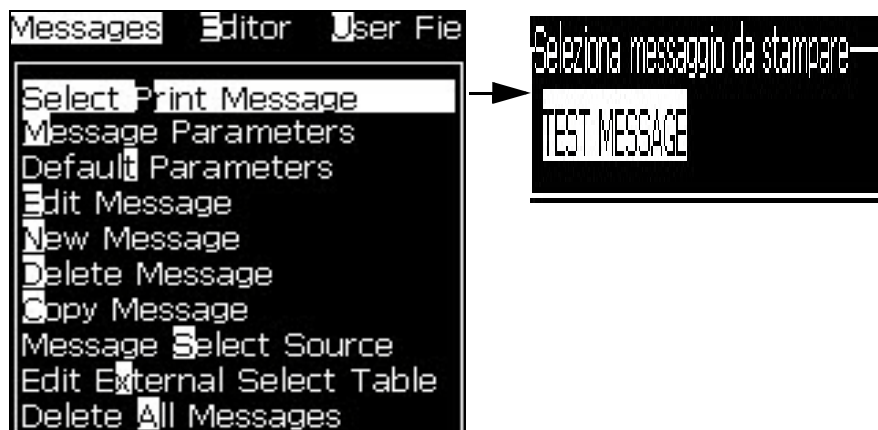 Messages Editor User Fie
Select Print Message
Message Parameters
Default Parameters
Edit Message
New Message
Delete Message
Copy Message
Message Select Source
Edit External Select Table
Delete All Messages
Seleziona messaggio da stampare
TEST MESSAGE